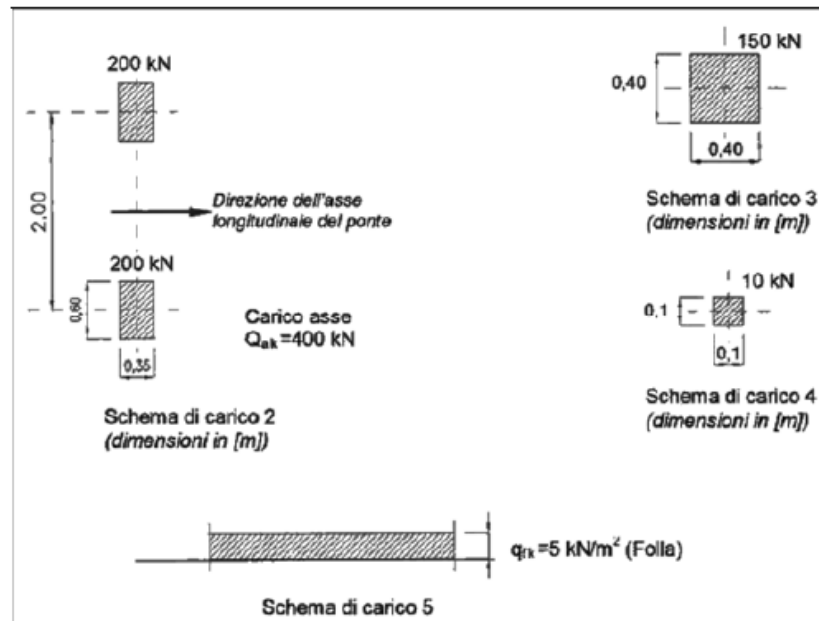 200 kN
2,00
Direzione dell'asse
longitudinale del ponte
200 kN
0,60
0,35
Carico asse
Qak=400 kN
Schema di carico 2
(dimensioni in [m])
150 kN
0,40
0,40
Schema di carico 3
(dimensioni in [m])
10 kN
0,1
0,1
Schema di carico 4
(dimensioni in [m])
qfk=5 kN/m² (Folla)
Schema di carico 5